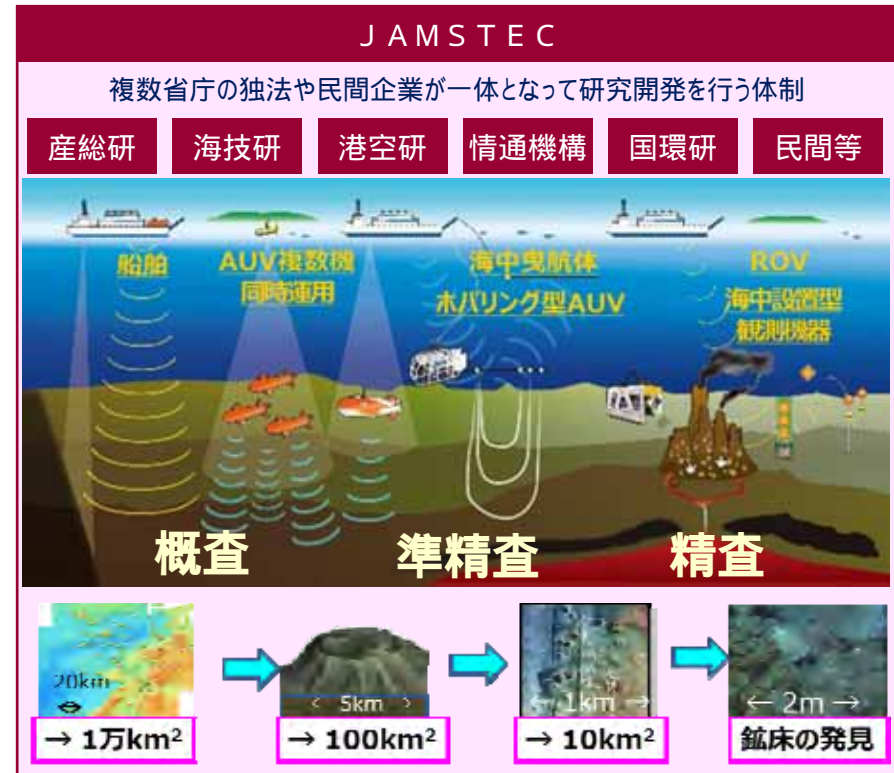 JAMSTEC
複数省庁の独法や民間企業が一体となって研究開発を行う体制
産総研 海技研 港空研 情通機構 国環研 民間等
船舶
AUV複数機
同時運用
海中曳航体
ホバリング型AUV
ROV
海中設置型
観測機器
概査 準精査 精査
20km
< 5km >
← 1km →
← 2m →
→ 1万km²
→ 100km²
→ 10km²
鉱床の発見